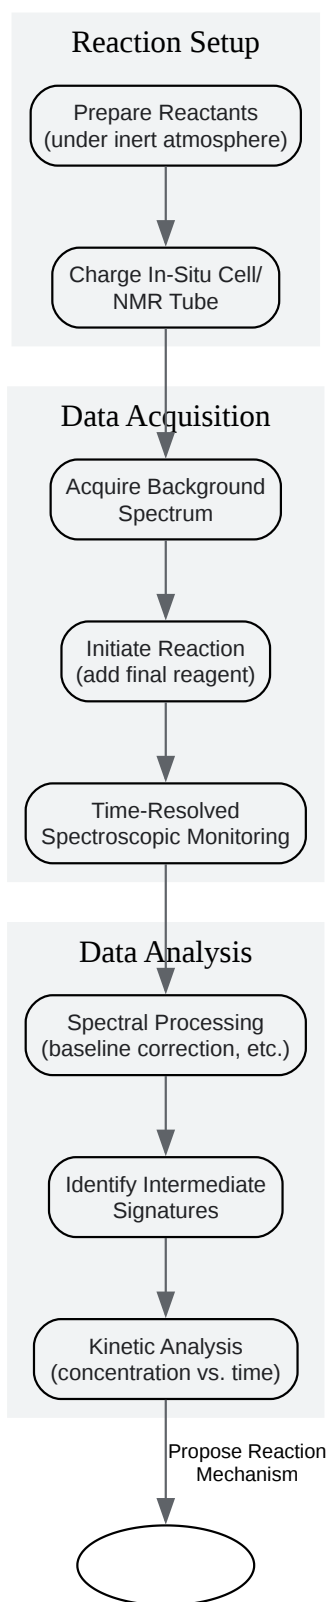 Reaction Setup
Prepare Reactants
(under inert atmosphere)
Charge In-Situ Cell/
NMR Tube
Data Acquisition
Acquire Background
Spectrum
Initiate Reaction
(add final reagent)
Time-Resolved
Spectroscopic Monitoring
Data Analysis
Spectral Processing
(baseline correction, etc.)
Identify Intermediate
Signatures
Kinetic Analysis
(concentration vs. time)
Propose Reaction
Mechanism